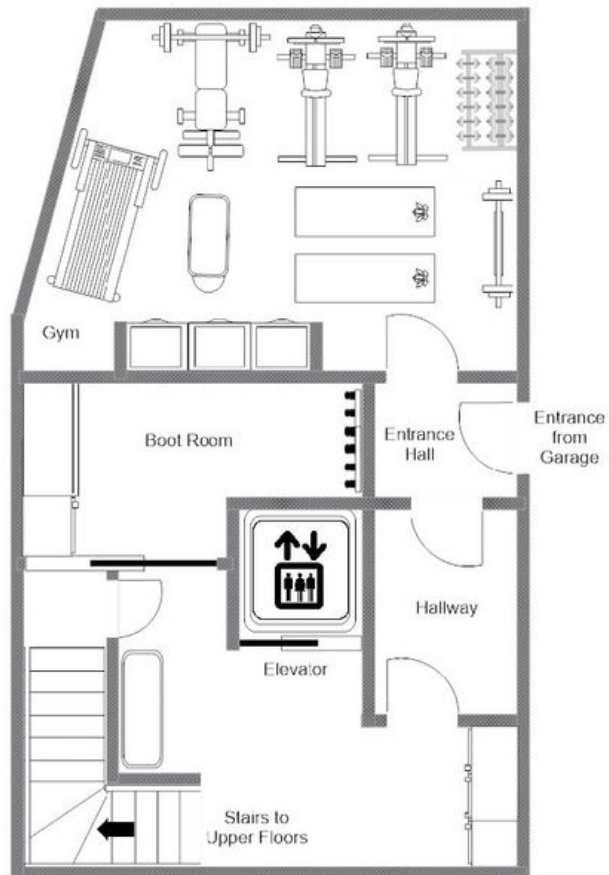 Gym
Boot Room
Entrance
Hall
Entrance
from
Garage
Hallway
Elevator
Stairs to
Upper Floors